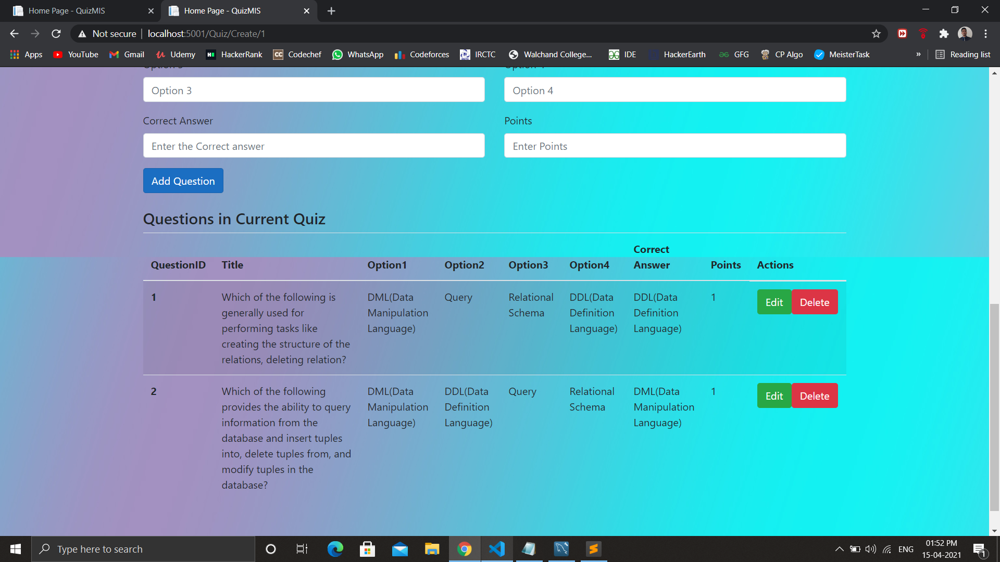 Home Page - QuizMIS
Home Page - QuizMIS
Not secure | localhost:5001/Quiz/Create/1
Apps YouTube Gmail Udemy HackerRank Codechef WhatsApp Codeforces IRCTC Walchand College... IDE HackerEarth GFG CP Algo MeisterTask » Reading list
Option 3 Option 4
Correct Answer Points
Enter the Correct answer Enter Points
Add Question
Questions in Current Quiz
QuestionID Title Option1 Option2 Option3 Option4 Correct Answer Points Actions
1 Which of the following is DML(Data Query Relational DDL(Data DDL(Data 1 Edit Delete
generally used for Manipulation Schema Definition Definition
performing tasks like Language) Language) Language)
creating the structure of the
relations, deleting relation?
2 Which of the following DML(Data DDL(Data Query Relational DML(Data 1 Edit Delete
provides the ability to query Manipulation Definition Schema Manipulation
information from the Language) Language) Language)
database and insert tuples
into, delete tuples from, and
modify tuples in the
database?
Type here to search
ENG
01:52 PM
15-04-2021
1